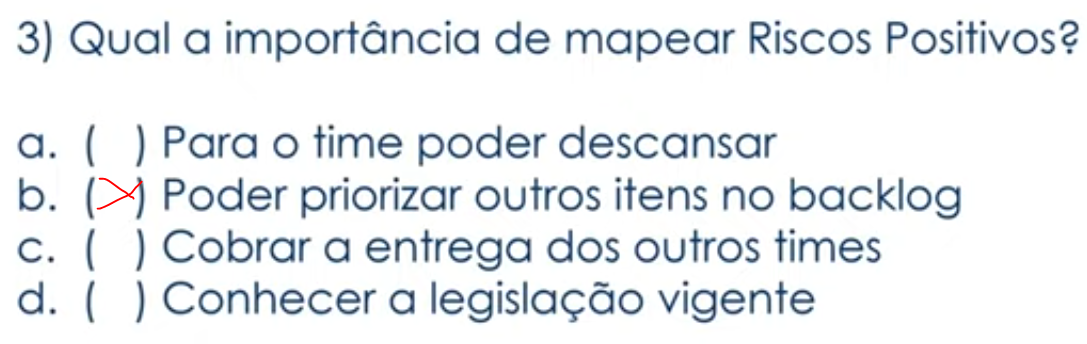 3) Qual a importância de mapear Riscos Positivos?
a. ( ) Para o time poder descansar
b. (X) Poder priorizar outros itens no backlog
c. ( ) Cobrar a entrega dos outros times
d. ( ) Conhecer a legislação vigente